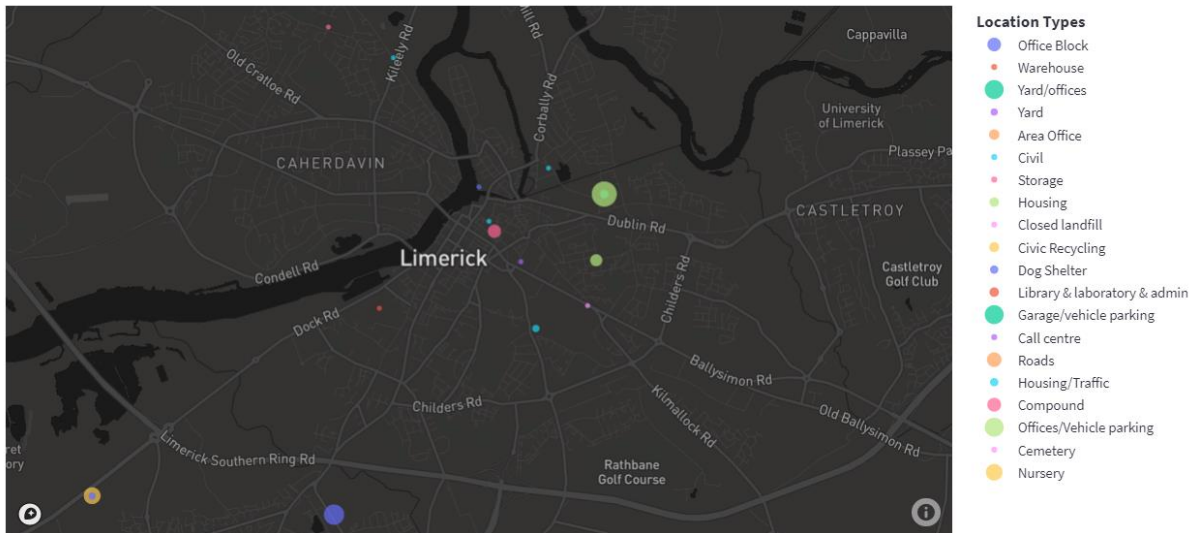 Cappavilla
Old Cratloe Rd
Kileely Rd
Corbally Rd
University
of Limerick
CAHERDAVIN
CASTLETROY
Dublin Rd
Limerick
Condell Rd
Castletroy
Golf Club
Childers Rd
Dock Rd
Ballysimon Rd
Childers Rd
Kilmallock Rd
Old Ballysimon Rd
Limerick Southern Ring Rd
Rathbane
Golf Course
Location Types
Office Block
Warehouse
Yard/offices
Yard
Area Office
Civil
Storage
Housing
Closed landfill
Civic Recycling
Dog Shelter
Library & laboratory & admin
Garage/vehicle parking
Call centre
Roads
Housing/Traffic
Compound
Offices/Vehicle parking
Cemetery
Nursery